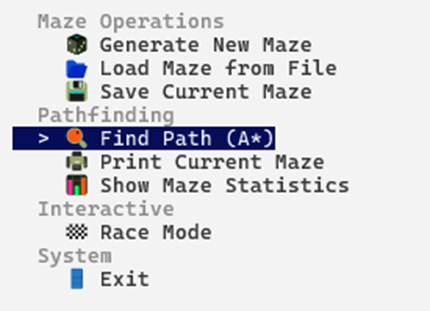 Maze Operations
Generate New Maze
Load Maze from File
Save Current Maze
Pathfinding
> Find Path (A*)
Print Current Maze
Show Maze Statistics
Interactive
Race Mode
System
Exit